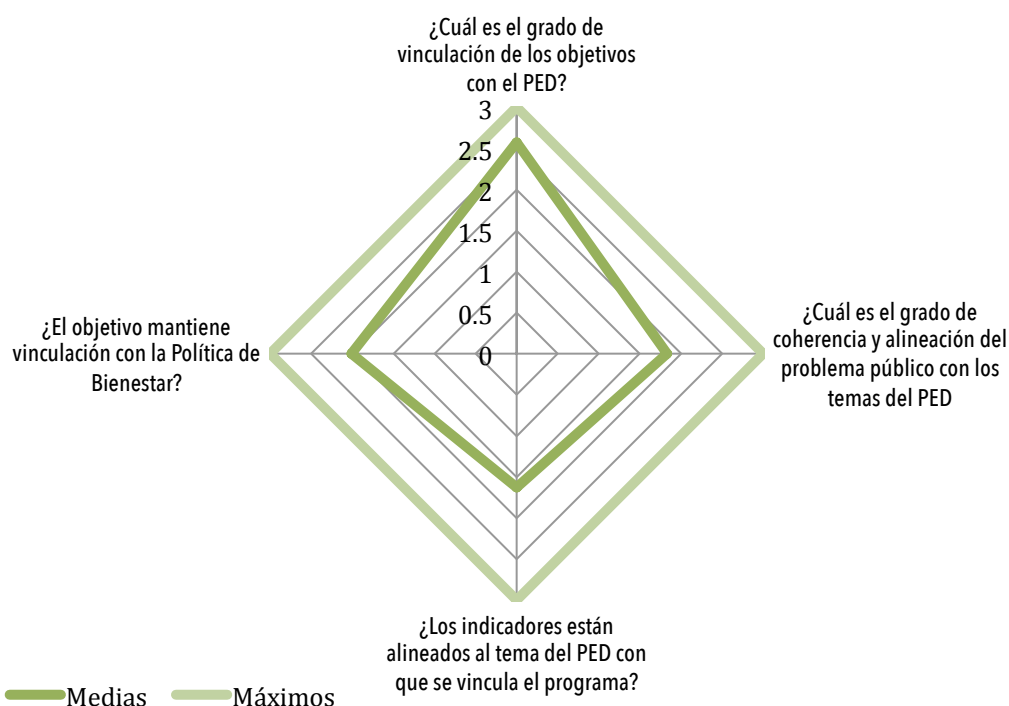 ¿Cuál es el grado de
vinculación de los objetivos
con el PED?
3
2.5
2
1.5
1
0.5
0
¿Cuál es el grado de
coherencia y alineación del
problema público con los
temas del PED
¿El objetivo mantiene
vinculación con la Política de
Bienestar?
¿Los indicadores están
alineados al tema del PED con
que se vincula el programa?
Medias Máximos